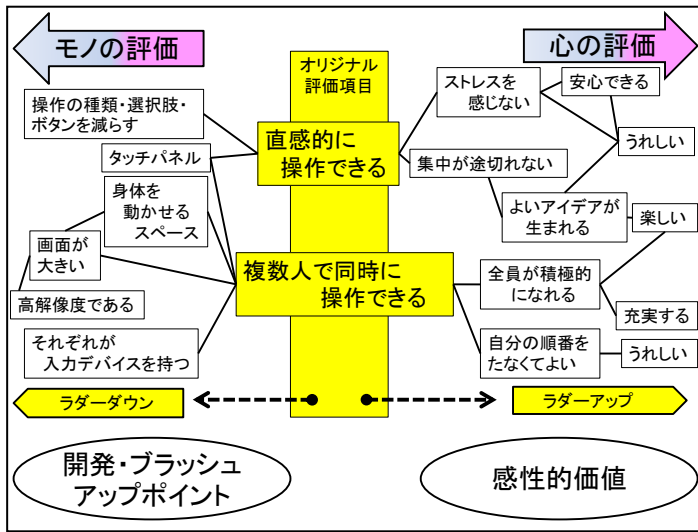 モノの評価
心の評価
オリジナル
評価項目
操作の種類・選択肢・
ボタンを減らす
タッチパネル
身体を
動かせる
スペース
画面が
大きい
高解像度である
それぞれが
入力デバイスを持つ
直感的に
操作できる
複数人で同時に
操作できる
ストレスを
感じない
安心できる
うれしい
集中が途切れない
よいアイデアが
生まれる
楽しい
全員が積極的
になれる
充実する
自分の順番を
たなくてよい
うれしい
ラダーダウン
ラダーアップ
開発・ブラッシュ
アップポイント
感性的価値